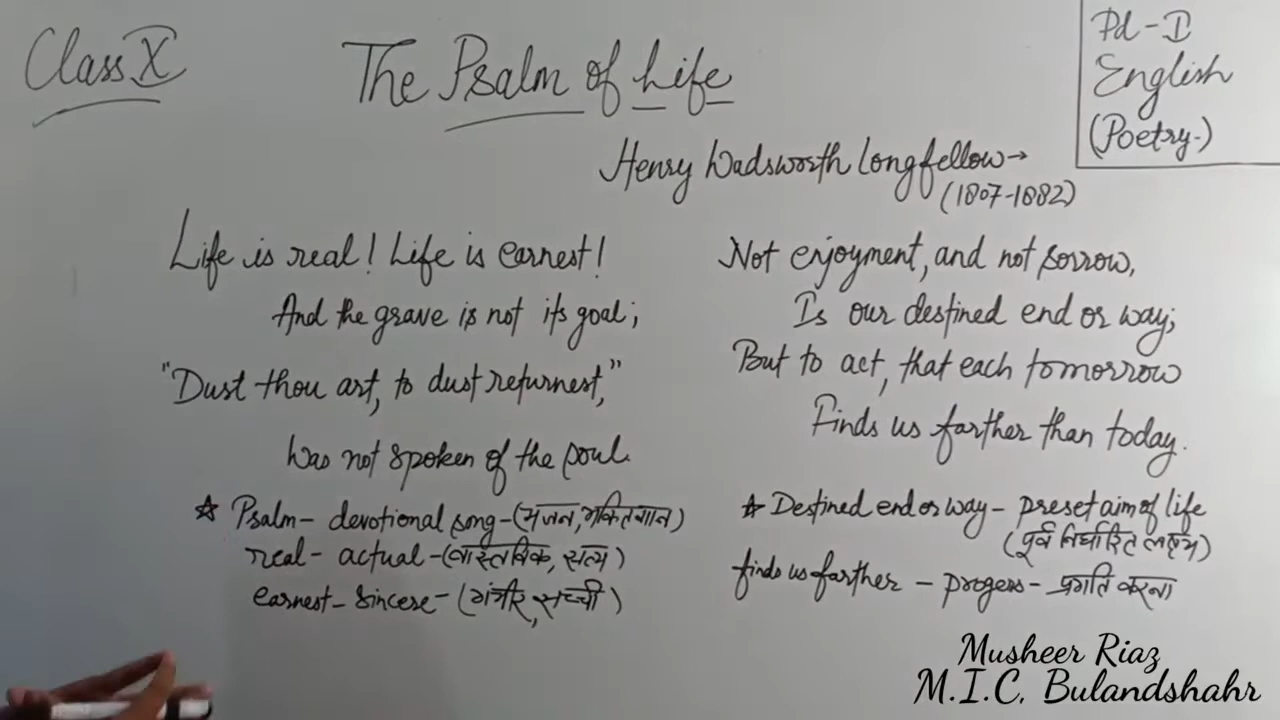 Class X
The Psalm of Life
Pd - I
English
(Poetry.)
Henry Wadsworth Longfellow→
(1807-1882)
Life is real! Life is earnest!
And the grave is not its goal;
"Dust thou art, to dust returnest,"
Was not spoken of the soul.
Not enjoyment, and not sorrow,
Is our destined end or way;
But to act, that each tomorrow
Finds us farther than today.
☆ Psalm - devotional song - (भजन, भक्तिगान)
real - actual - (वास्तविक, सत्य)
earnest - sincere - (गंभीर, सच्ची)
☆ Destined end or way - preset aim of life
(पूर्व निर्धारित लक्ष्य)
finds us farther - progess - प्रगति करना
Musheer Riaz
M.I.C. Bulandshahr